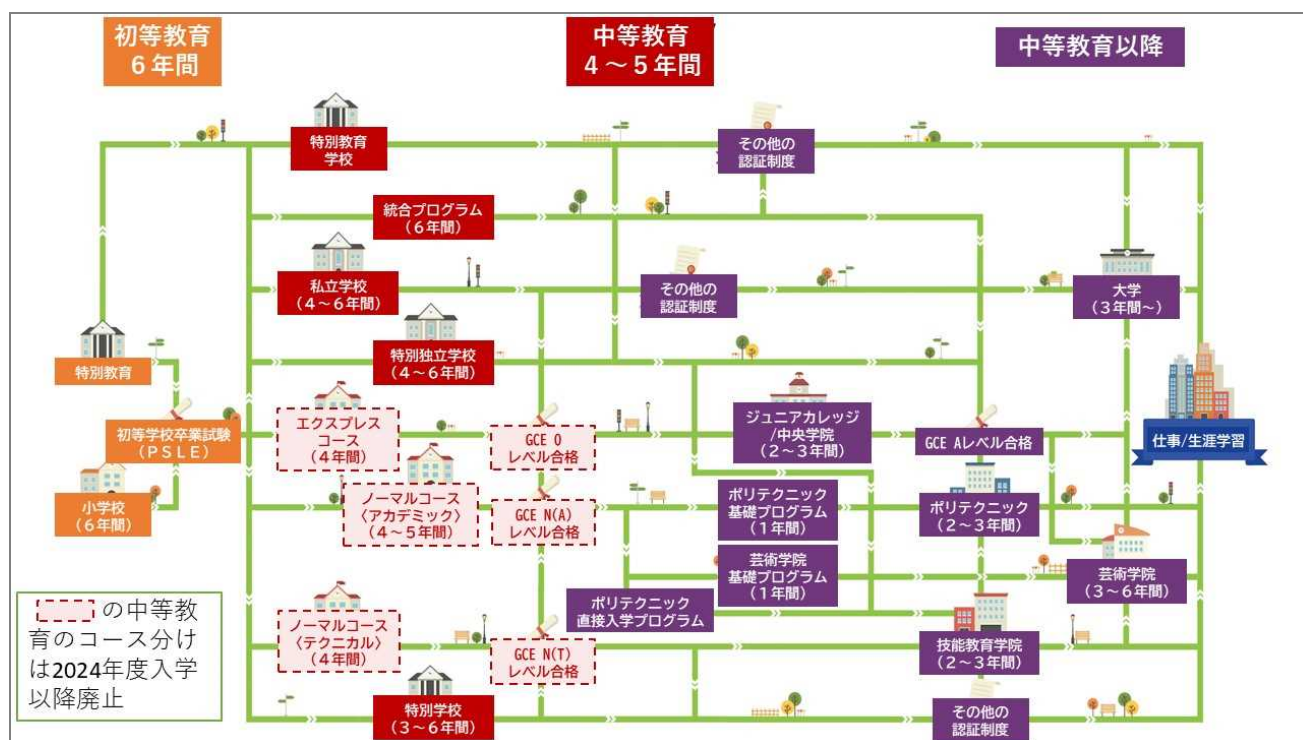 初等教育
６年間
中等教育
４～５年間
中等教育以降
特別教育
学校
その他の
認証制度
統合プログラム
（６年間）
私立学校
（４～６年間）
その他の
認証制度
大学
（３年間～）
特別独立学校
（４～６年間）
特別教育
初等学校卒業試験
（ＰＳＬＥ）
小学校
（６年間）
エクスプレス
コース
（４年間）
GCE O
レベル合格
ジュニアカレッジ
/中央学院
（２～３年間）
GCE Aレベル合格
仕事/生涯学習
ノーマルコース
〈アカデミック〉
（４～５年間）
GCE N(A)
レベル合格
ポリテクニック
基礎プログラム
（１年間）
ポリテクニック
（２～３年間）
芸術学院
基礎プログラム
（１年間）
芸術学院
（３～６年間）
ポリテクニック
直接入学プログラム
ノーマルコース
〈テクニカル〉
（４年間）
GCE N(T)
レベル合格
技能教育学院
（２～３年間）
特別学校
（３～６年間）
その他の
認証制度
の中等教
育のコース分け
は2024年度入学
以降廃止